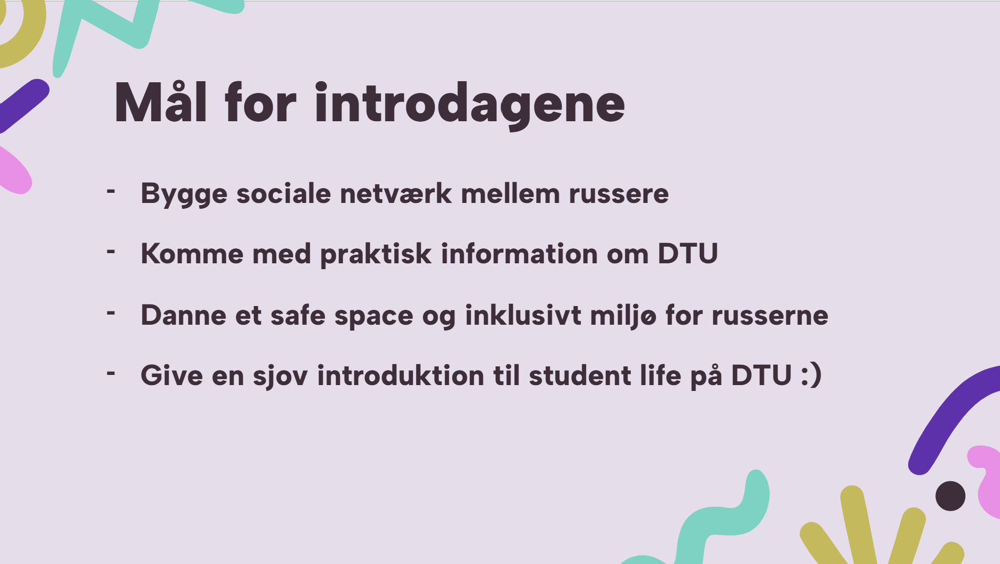 Mål for introdagene
- Bygge sociale netværk mellem russere
- Komme med praktisk information om DTU
- Danne et safe space og inklusivt miljø for russerne
- Give en sjov introduktion til student life på DTU :)